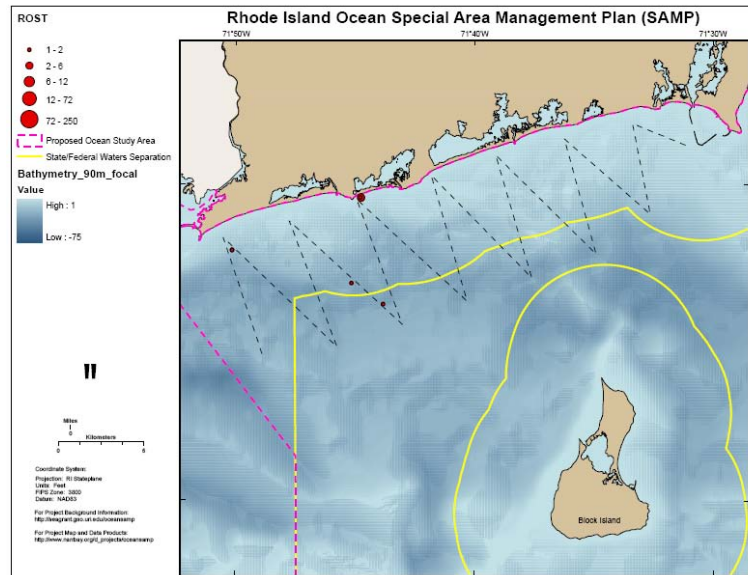 Rhode Island Ocean Special Area Management Plan (SAMP)
ROST
1 - 2
2 - 6
6 - 12
12 - 72
72 - 250
Proposed Ocean Study Area
State/Federal Waters Separation
Bathymetry_90m_focal
Value
High : 1
Low : -75
71°50'W
71°40'W
71°30'W
"
Miles
0
Kilometers
0
Coordinate System:
Projection: RI Stateplane
Units: Feet
FIPS Zone: 3800
Datum: NAD83
For Project Background Information:
http://seagrant.gso.uri.edu/oceansamp
For Project Map and Data Products:
Block Island